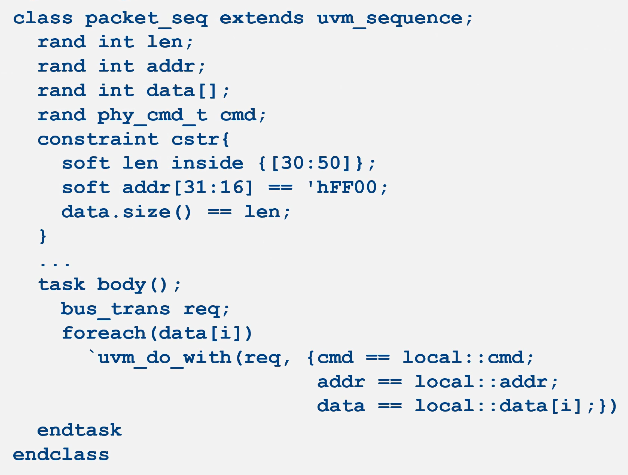 class packet_seq extends uvm_sequence;
  rand int len;
  rand int addr;
  rand int data[];
  rand phy_cmd_t cmd;
  constraint cstr{
    soft len inside {[30:50]};
    soft addr[31:16] == 'hFF00;
    data.size() == len;
  }
  ...
  task body();
    bus_trans req;
    foreach(data[i])
      `uvm_do_with(req, {cmd == local::cmd;
                         addr == local::addr;
                         data == local::data[i];})
  endtask
endclass